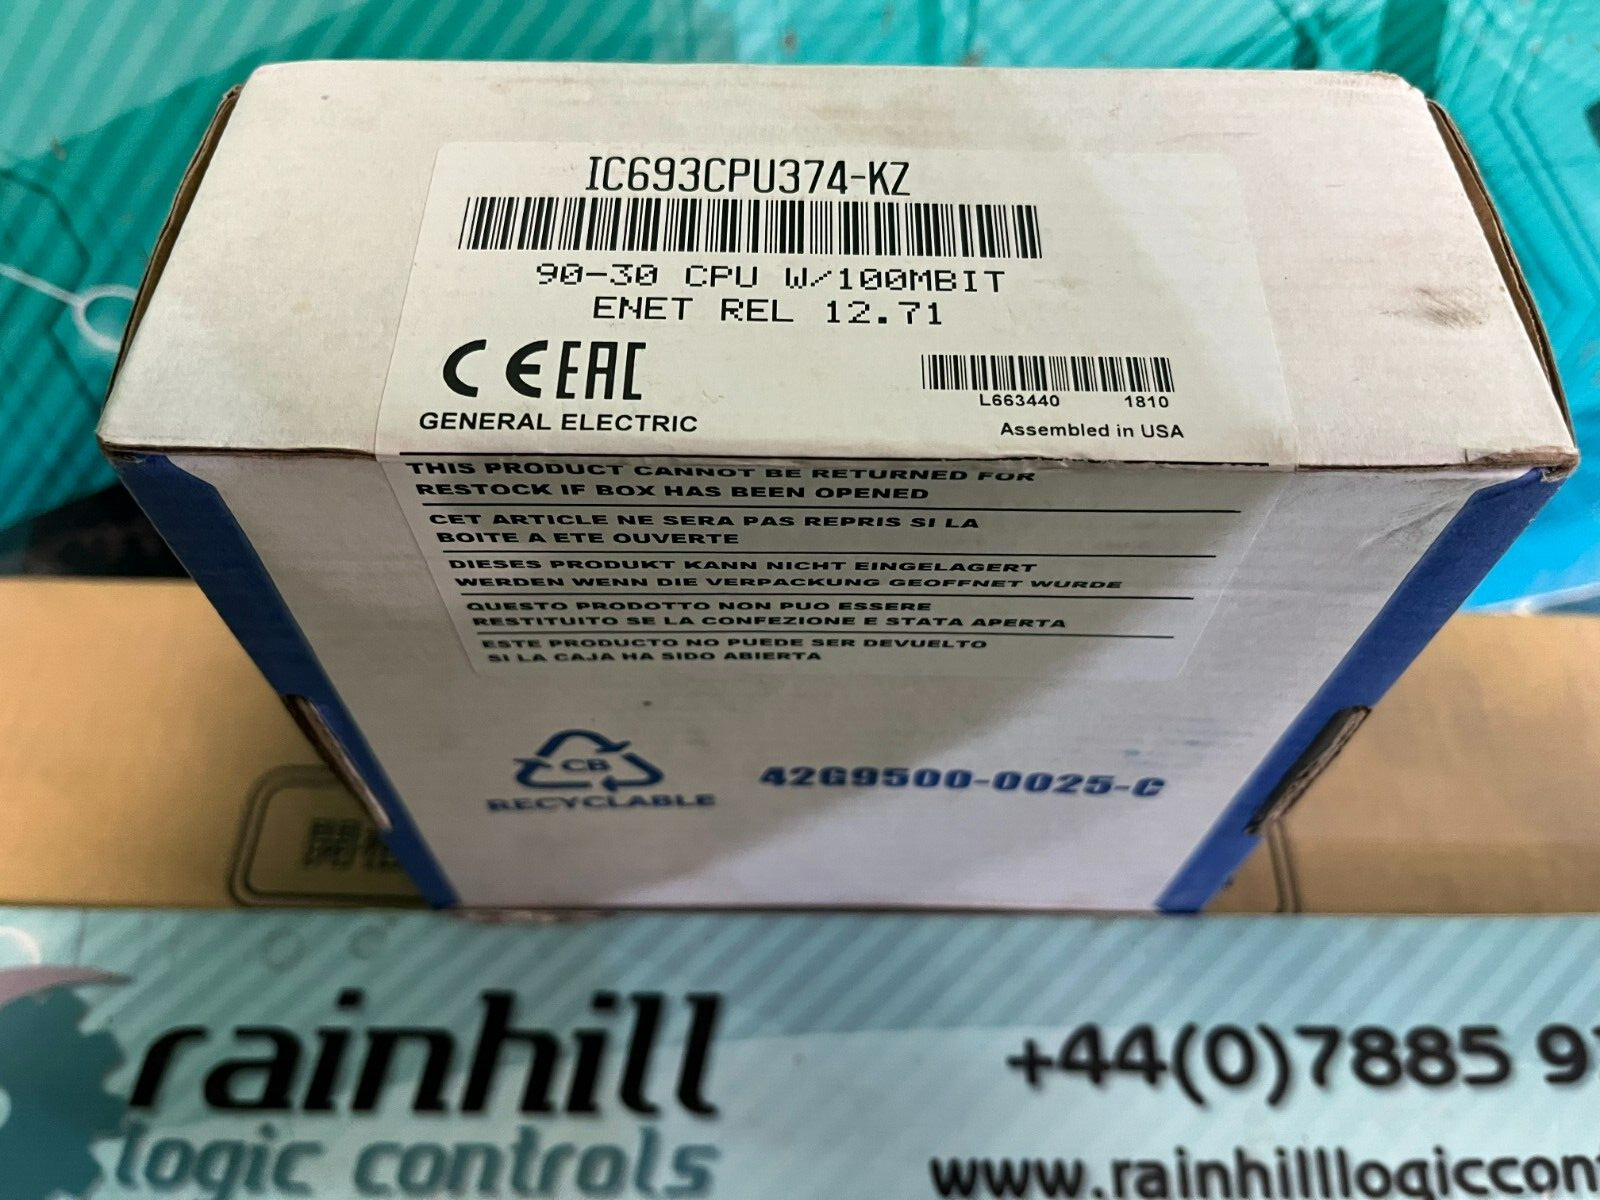 IC693CPU374-KZ
90-30 CPU W/100MBIT
ENET REL 12.71
CE EAC
GENERAL ELECTRIC
L663440 1810
Assembled in USA
THIS PRODUCT CANNOT BE RETURNED FOR
RESTOCK IF BOX HAS BEEN OPENED
CET ARTICLE NE SERA PAS REPRIS SI LA
BOITE A ETE OUVERTE
DIESES PRODUKT KANN NICHT EINGELAGERT
WERDEN WENN DIE VERPACKUNG GEOFFNET WURDE
QUESTO PRODOTTO NON PUO ESSERE
RESTITUITO SE LA CONFEZIONE E STATA APERTA
ESTE PRODUCTO NO PUEDE SER DEVUELTO
SI LA CAJA HA SIDO ABIERTA
CB
RECYCLABLE
42G9500-0025-C
rainhill
logic controls
+44(0)7885 9
www.rainhilllogiccon